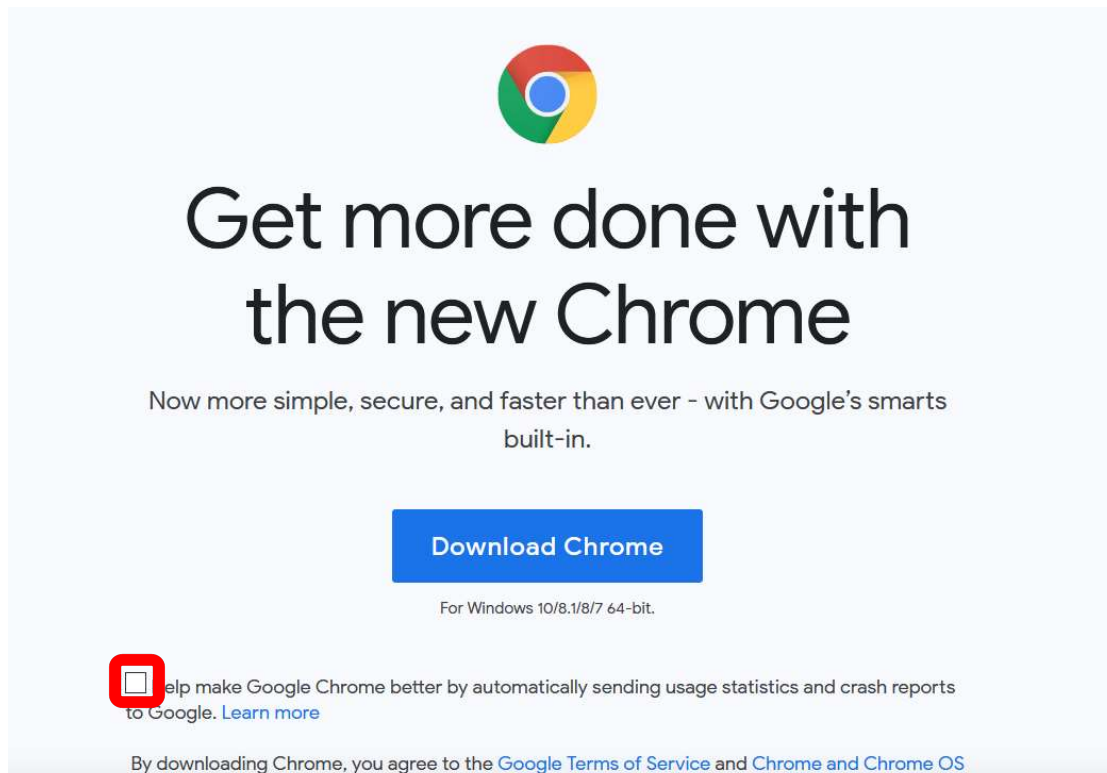 Get more done with
the new Chrome
Now more simple, secure, and faster than ever - with Google's smarts
built-in.
Download Chrome
For Windows 10/8.1/8/7 64-bit.
elp make Google Chrome better by automatically sending usage statistics and crash reports
to Google. Learn more
By downloading Chrome, you agree to the Google Terms of Service and Chrome and Chrome OS